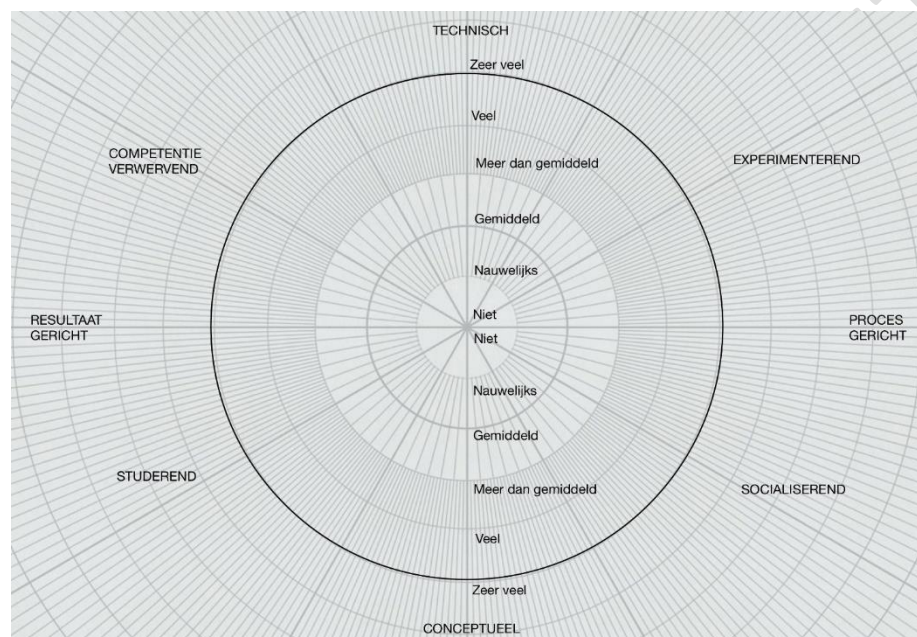 TECHNISCH
Zeer veel
Veel
COMPETENTIE
VERWERVEND
Meer dan gemiddeld
EXPERIMENTEREND
Gemiddeld
Nauwelijks
Niet
RESULTAAT
GERICHT
PROCES
GERICHT
Niet
Nauwelijks
Gemiddeld
STUDEREND
Meer dan gemiddeld
SOCIALISEREND
Veel
Zeer veel
CONCEPTUEEL